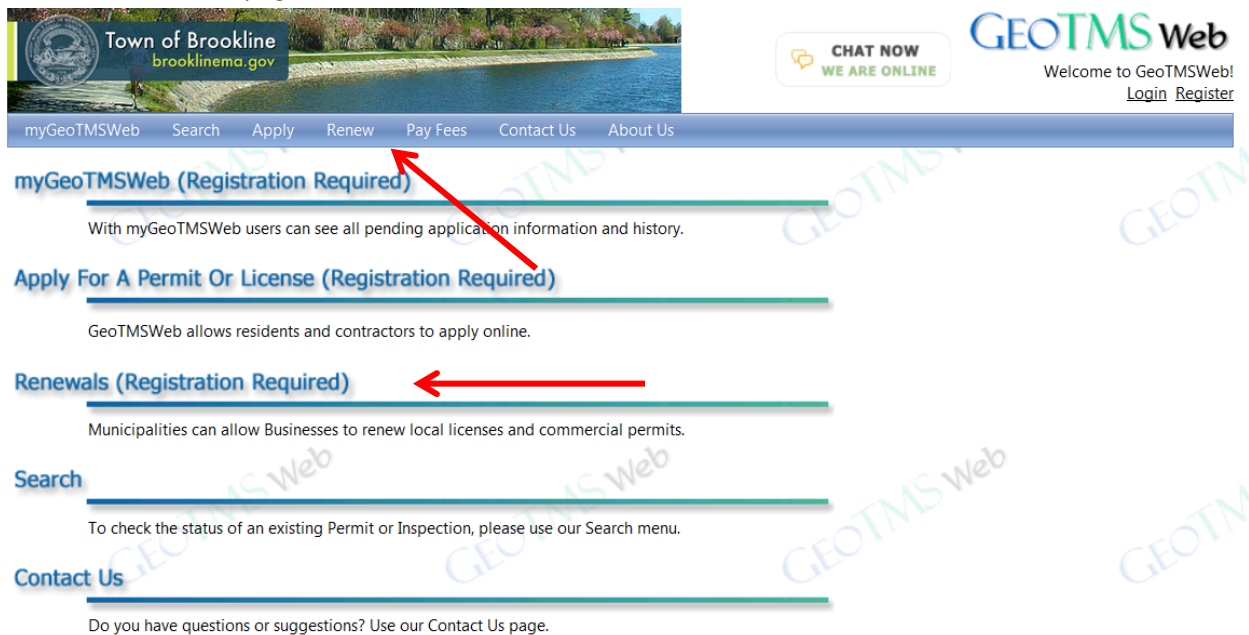 Town of Brookline
brooklinema.gov
CHAT NOW
WE ARE ONLINE
GEOTMS Web
Welcome to GeoTMSWeb!
Login Register
myGeoTMSWeb Search Apply Renew Pay Fees Contact Us About Us
myGeoTMSWeb (Registration Required)
With myGeoTMSWeb users can see all pending application information and history.
Apply For A Permit Or License (Registration Required)
GeoTMSWeb allows residents and contractors to apply online.
Renewals (Registration Required)
Municipalities can allow Businesses to renew local licenses and commercial permits.
Search
To check the status of an existing Permit or Inspection, please use our Search menu.
Contact Us
Do you have questions or suggestions? Use our Contact Us page.